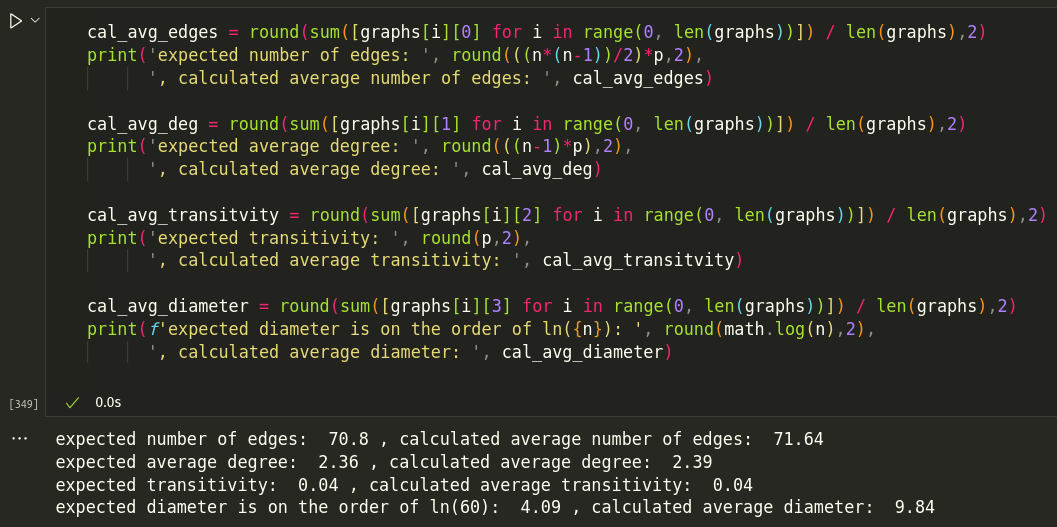 cal_avg_edges = round(sum([graphs[i][0] for i in range(0, len(graphs))]) / len(graphs),2)
print('expected number of edges: ', round(((n*(n-1))/2)*p,2),
', calculated average number of edges: ', cal_avg_edges)
cal_avg_deg = round(sum([graphs[i][1] for i in range(0, len(graphs))]) / len(graphs),2)
print('expected average degree: ', round(((n-1)*p),2),
', calculated average degree: ', cal_avg_deg)
cal_avg_transitvity = round(sum([graphs[i][2] for i in range(0, len(graphs))]) / len(graphs),2)
print('expected transitivity: ', round(p,2),
', calculated average transitivity: ', cal_avg_transitvity)
cal_avg_diameter = round(sum([graphs[i][3] for i in range(0, len(graphs))]) / len(graphs),2)
print(f'expected diameter is on the order of ln({n}): ', round(math.log(n),2),
', calculated average diameter: ', cal_avg_diameter)
[349] 0.0s
expected number of edges:  70.8 , calculated average number of edges:  71.64
expected average degree:  2.36 , calculated average degree:  2.39
expected transitivity:  0.04 , calculated average transitivity:  0.04
expected diameter is on the order of ln(60):  4.09 , calculated average diameter:  9.84